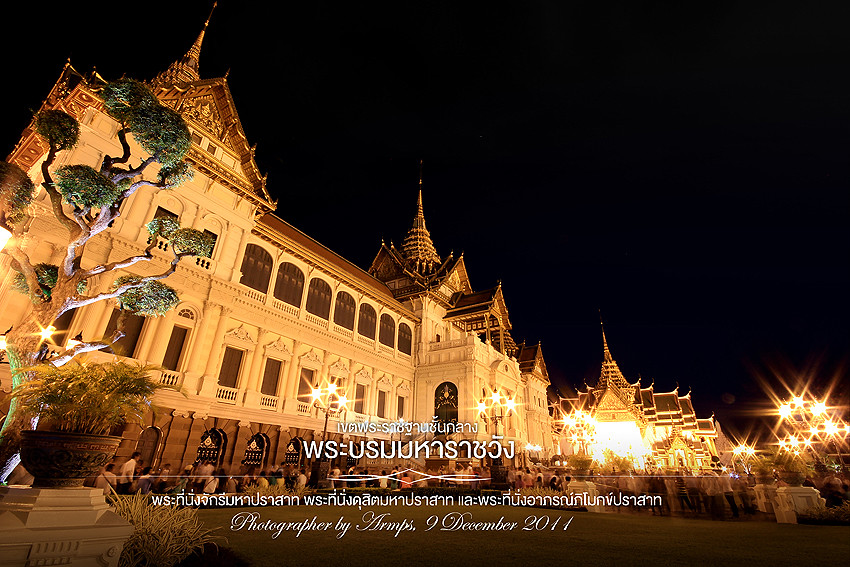 เขตพระราชฐานชั้นกลาง
พระบรมมหาราชวัง
พระที่นั่งจักรีมหาปราสาท พระที่นั่งดุสิตมหาปราสาท และพระที่นั่งอาภรณ์ภิโมกข์ปราสาท
Photographer by Armps, 9 December 2011